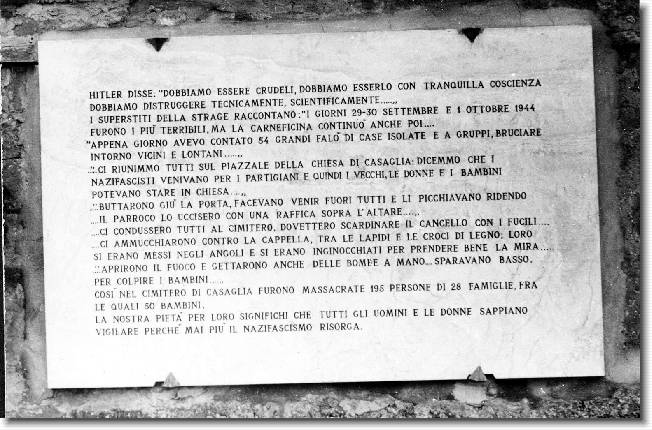 HITLER DISSE: "DOBBIAMO ESSERE CRUDELI, DOBBIAMO ESSERLO CON TRANQUILLA COSCIENZA
DOBBIAMO DISTRUGGERE TECNICAMENTE, SCIENTIFICAMENTE....,,
I SUPERSTITI DELLA STRAGE RACCONTANO: "I GIORNI 29-30 SETTEMBRE E 1 OTTOBRE 1944
FURONO I PIU' TERRIBILI, MA LA CARNEFICINA CONTINUO' ANCHE POI....
"APPENA GIORNO AVEVO CONTATO 54 GRANDI FALO' DI CASE ISOLATE E A GRUPPI, BRUCIARE
INTORNO VICINI E LONTANI....,,
"..CI RIUNIMMO TUTTI SUL PIAZZALE DELLA CHIESA DI CASAGLIA: DICEMMO CHE I
NAZIFASCISTI VENIVANO PER I PARTIGIANI E QUINDI I VECCHI, LE DONNE E I BAMBINI
POTEVANO STARE IN CHIESA....,,
"..BUTTARONO GIU' LA PORTA, FACEVANO VENIR FUORI TUTTI E LI PICCHIAVANO RIDENDO
....IL PARROCO LO UCCISERO CON UNA RAFFICA SOPRA L'ALTARE....,,
....CI CONDUSSERO TUTTI AL CIMITERO, DOVETTERO SCARDINARE IL CANCELLO CON I FUCILI....
....CI AMMUCCHIARONO CONTRO LA CAPPELLA, TRA LE LAPIDI E LE CROCI DI LEGNO; LORO
SI ERANO MESSI NEGLI ANGOLI E SI ERANO INGINOCCHIATI PER PRENDERE BENE LA MIRA....
"..APRIRONO IL FUOCO E GETTARONO ANCHE DELLE BOMBE A MANO...SPARAVANO BASSO,
PER COLPIRE I BAMBINI....,,
COSI' NEL CIMITERO DI CASAGLIA FURONO MASSACRATE 195 PERSONE DI 28 FAMIGLIE, FRA
LE QUALI 50 BAMBINI.
LA NOSTRA PIETA' PER LORO SIGNIFICHI CHE TUTTI GLI UOMINI E LE DONNE SAPPIANO
VIGILARE PERCHE' MAI PIU' IL NAZIFASCISMO RISORGA.